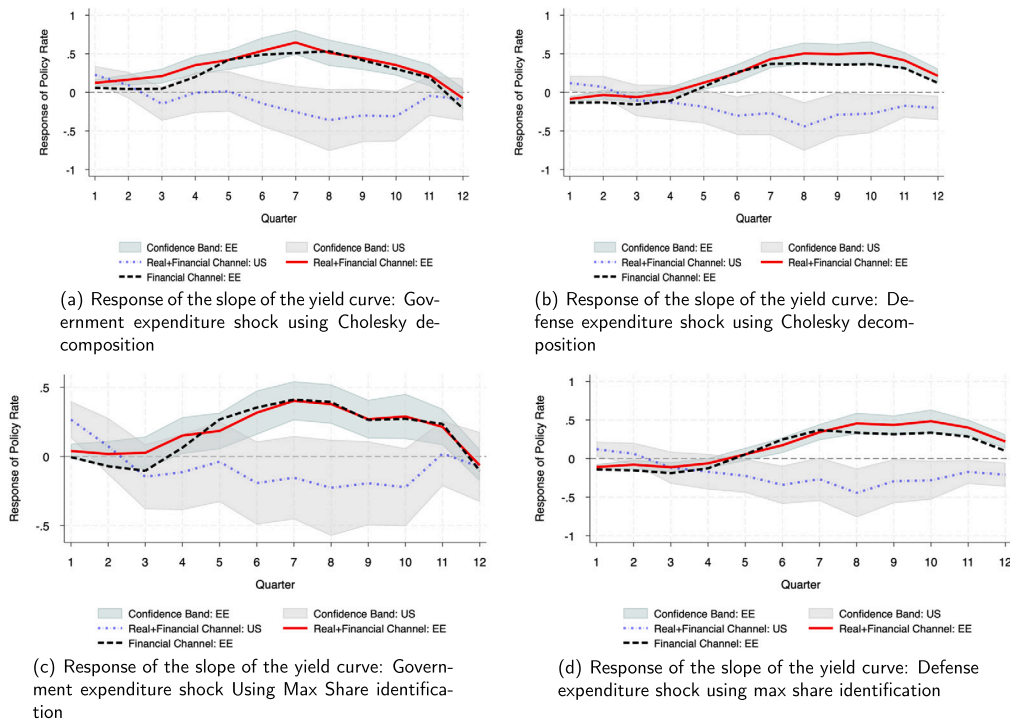 1
.5
0
-.5
-1
Response of Policy Rate
1 2 3 4 5 6 7 8 9 10 11 12
Quarter
Confidence Band: EE
Confidence Band: US
Real+Financial Channel: US
Real+Financial Channel: EE
Financial Channel: EE
(a) Response of the slope of the yield curve: Gov-
ernment expenditure shock using Cholesky de-
composition
1
.5
0
-.5
-1
Response of Policy Rate
1 2 3 4 5 6 7 8 9 10 11 12
Quarter
Confidence Band: EE
Confidence Band: US
Real+Financial Channel: US
Real+Financial Channel: EE
Financial Channel: EE
(b) Response of the slope of the yield curve: De-
fense expenditure shock using Cholesky decom-
position
.5
0
-.5
Response of Policy Rate
1 2 3 4 5 6 7 8 9 10 11 12
Quarter
Confidence Band: EE
Confidence Band: US
Real+Financial Channel: US
Real+Financial Channel: EE
Financial Channel: EE
(c) Response of the slope of the yield curve: Govern-
ment expenditure shock Using Max Share identifica-
tion
1
.5
0
-.5
-1
Response of Policy Rate
1 2 3 4 5 6 7 8 9 10 11 12
Quarter
Confidence Band: EE
Confidence Band: US
Real+Financial Channel: US
Real+Financial Channel: EE
Financial Channel: EE
(d) Response of the slope of the yield curve: Defense
expenditure shock using max share identification